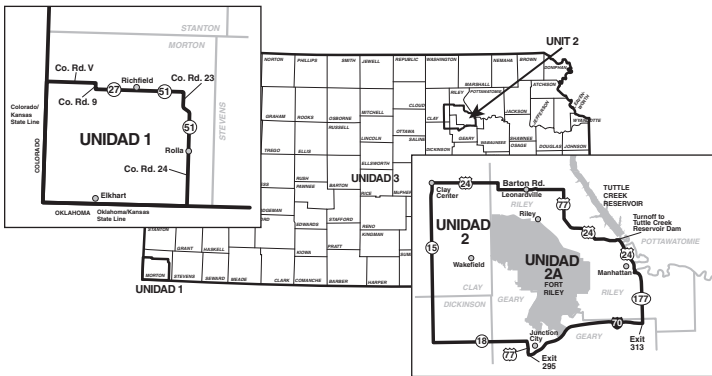 STANTON
MORTON
Co. Rd. V
Richfield
Co. Rd. 23
Co. Rd. 9
27
51
Colorado/
Kansas
State Line
UNIDAD 1
STEVENS
51
Rolla
COLORADO
Co. Rd. 24
Elkhart
OKLAHOMA
Oklahoma/Kansas
State Line
UNIT 2
NORTON
PHILLIPS
SMITH
JEWELL
REPUBLIC
WASHINGTON
NEMAHA
BROWN
DONIPHAN
MARSHALL
RILEY
POTTAWATOMIE
ATCHISON
CLOUD
CLAY
JACKSON
JEFFERSON
LEAVEN-
WORTH
WYANDOTTE
GRAHAM
ROOKS
OSBORNE
MITCHELL
OTTAWA
RUSSELL
LINCOLN
SALINE
DICKINSON
GEARY
WABAUNSEE
SHAWNEE
OSAGE
DOUGLAS
JOHNSON
TREGO
ELLIS
ELLSWORTH
UNIDAD 3
RUSH
PAWNEE
BARTON
RICE
STAFFORD
RENO
EDWARDS
KINGMAN
PRATT
KIOWA
STANTON
GRANT
HASKELL
MORTON
STEVENS
SEWARD
MEADE
CLARK
COMANCHE
BARBER
HARPER
UNIDAD 1
Clay
Center
24
Barton Rd.
Leonardville
RILEY
77
TUTTLE
CREEK
RESERVOIR
Riley
UNIDAD
2
24
Turnoff to
Tuttle Creek
Reservoir Dam
POTTAWATOMIE
15
Wakefield
UNIDAD
2A
FORT
RILEY
24
Manhattan
CLAY
DICKINSON
GEARY
RILEY
177
70
Junction
City
GEARY
Exit
313
18
77
Exit
295